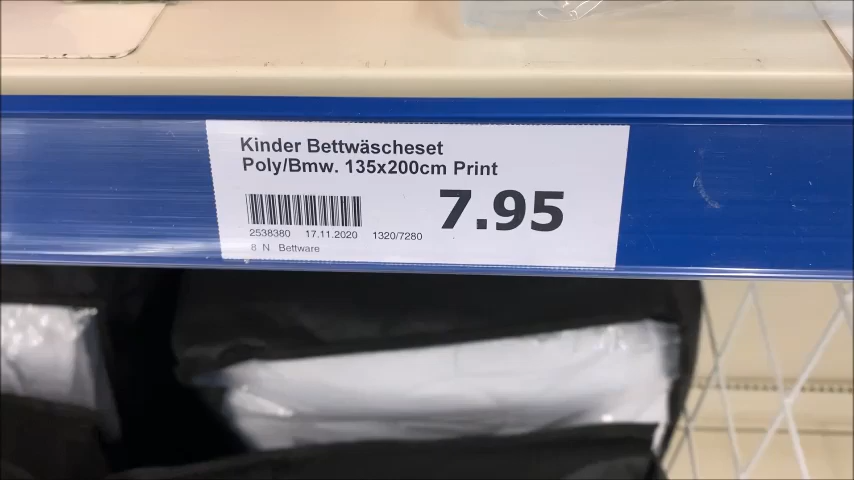 Kinder Bettwäscheset
Poly/Bmw. 135x200cm Print
7.95
2538380 17.11.2020 1320/7280
8 N Bettware